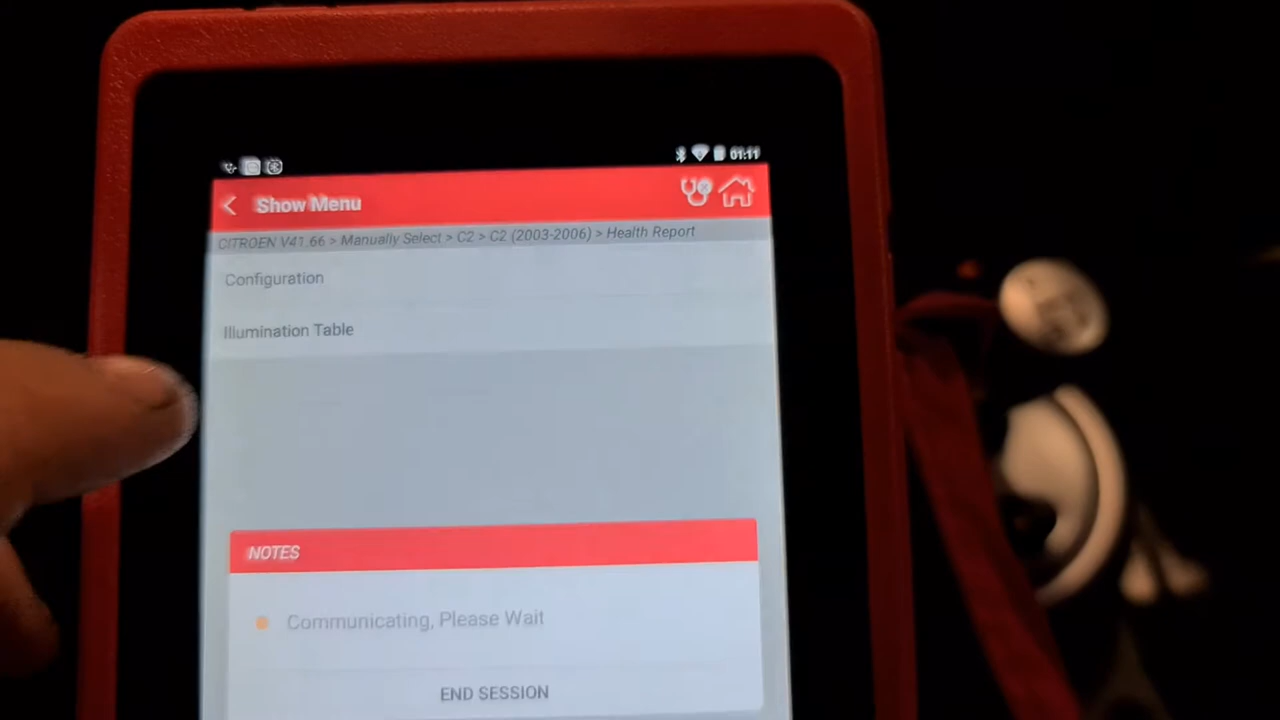 01:11
Show Menu
CITROEN V41.66 > Manually Select > C2 > C2 (2003-2006) > Health Report
Configuration
Illumination Table
NOTES
Communicating, Please Wait
END SESSION